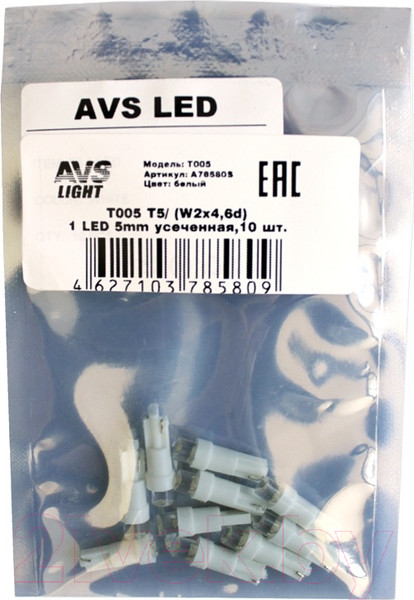 AVS LED
AVS
LIGHT
Модель: T005
Артикул: A78580S
Цвет: белый
EAC
T005 T5/ (W2x4,6d)
1 LED 5mm усеченная,10 шт.
4 627103 785809